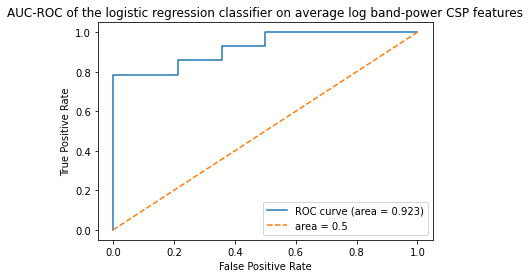 AUC-ROC of the logistic regression classifier on average log band-power CSP features
1.0
0.8
0.6
0.4
0.2
0.0
True Positive Rate
ROC curve (area = 0.923)
area = 0.5
0.0 0.2 0.4 0.6 0.8 1.0
False Positive Rate